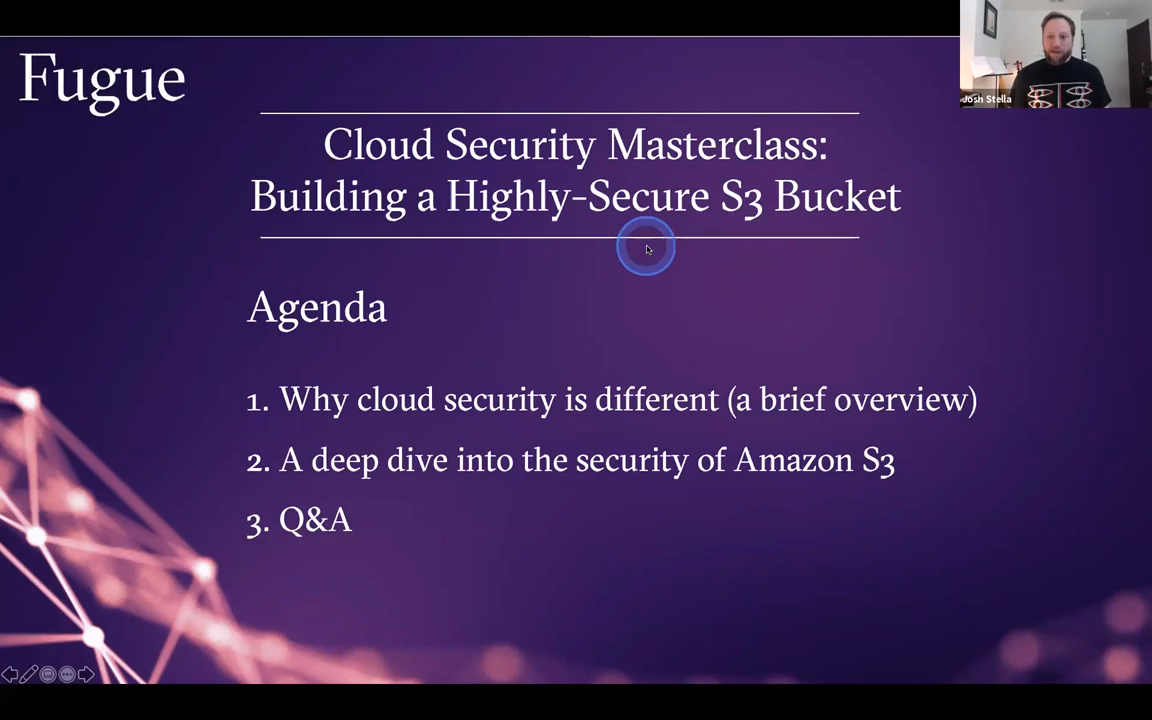 Fugue
Josh Stella
Cloud Security Masterclass:
Building a Highly-Secure S3 Bucket
Agenda
1. Why cloud security is different (a brief overview)
2. A deep dive into the security of Amazon S3
3. Q&A